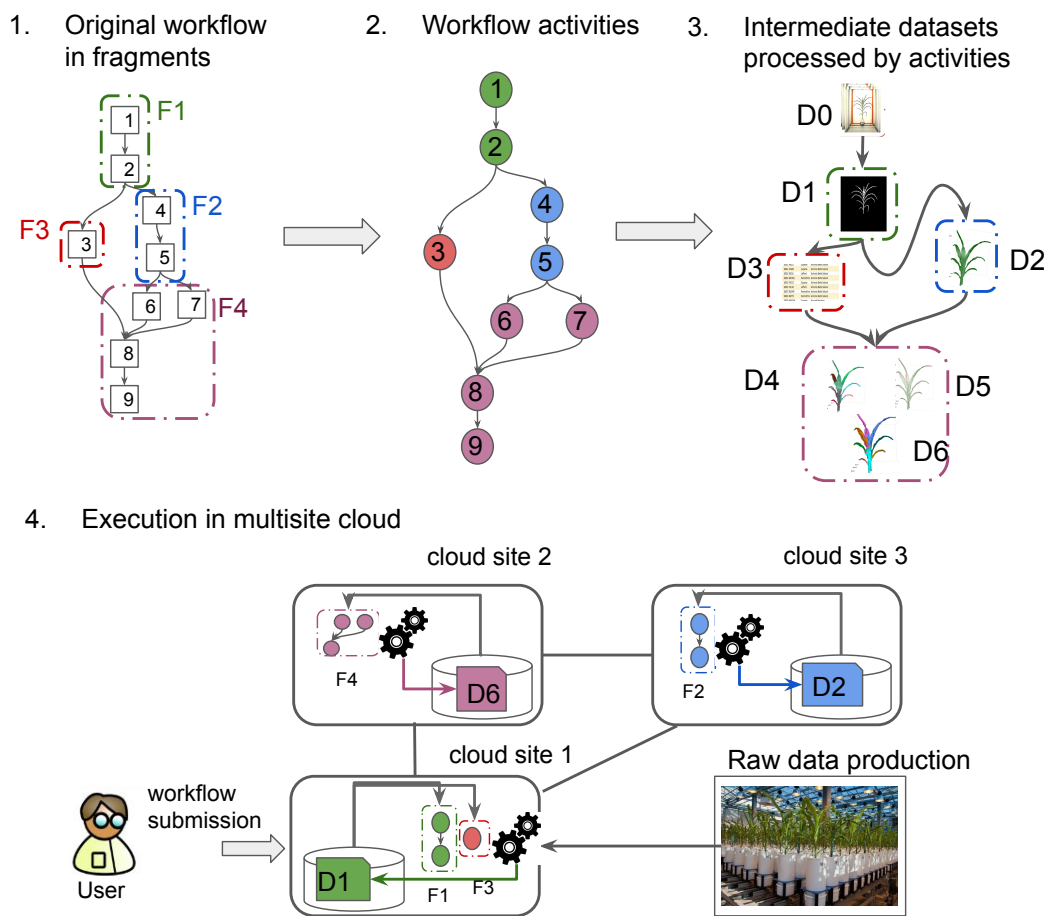 1. Original workflow
in fragments
F1
1
2
F2
4
F3
3
5
6
7
F4
8
9
2. Workflow activities
1
2
4
3
5
6
7
8
9
3. Intermediate datasets
processed by activities
D0
D1
D2
D3
D4
D5
D6
4. Execution in multisite cloud
cloud site 2
cloud site 3
F4
D6
F2
D2
cloud site 1
Raw data production
workflow
submission
User
D1
F1
F3